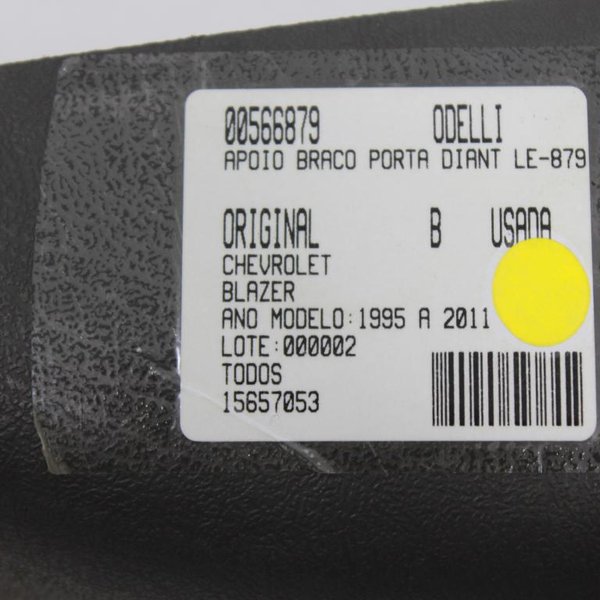 00566879 ODELLI
APOIO BRACO PORTA DIANT LE-879
ORIGINAL B USADA
CHEVROLET
BLAZER
ANO MODELO:1995 A 2011
LOTE:000002
TODOS
15657053